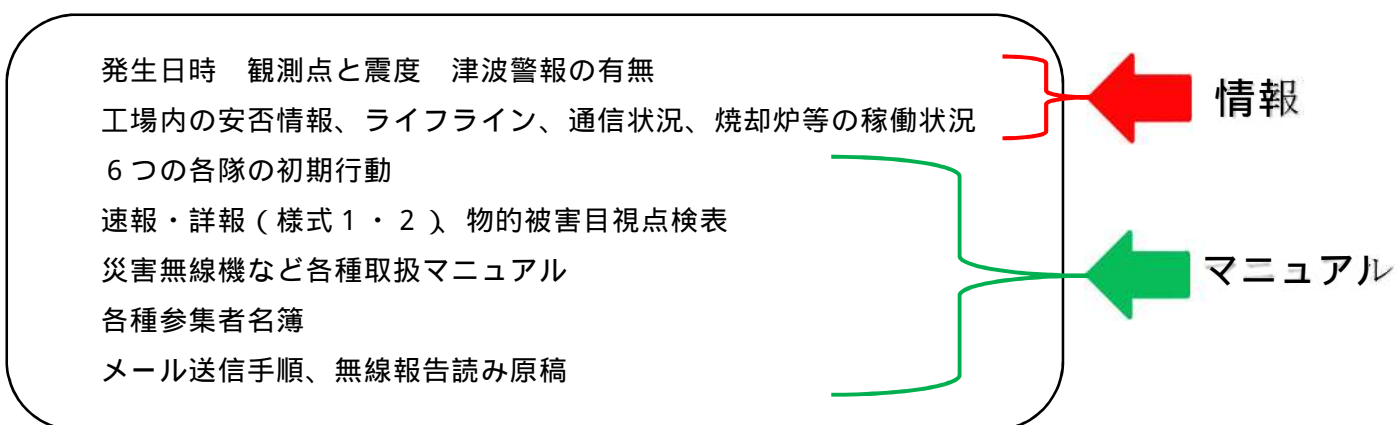 発生日時　観測点と震度　津波警報の有無
工場内の安否情報、ライフライン、通信状況、焼却炉等の稼働状況
情報
６つの各隊の初期行動
速報・詳報（様式１・２）、物的被害目視点検表
災害無線機など各種取扱マニュアル
マニュアル
各種参集者名簿
メール送信手順、無線報告読み原稿